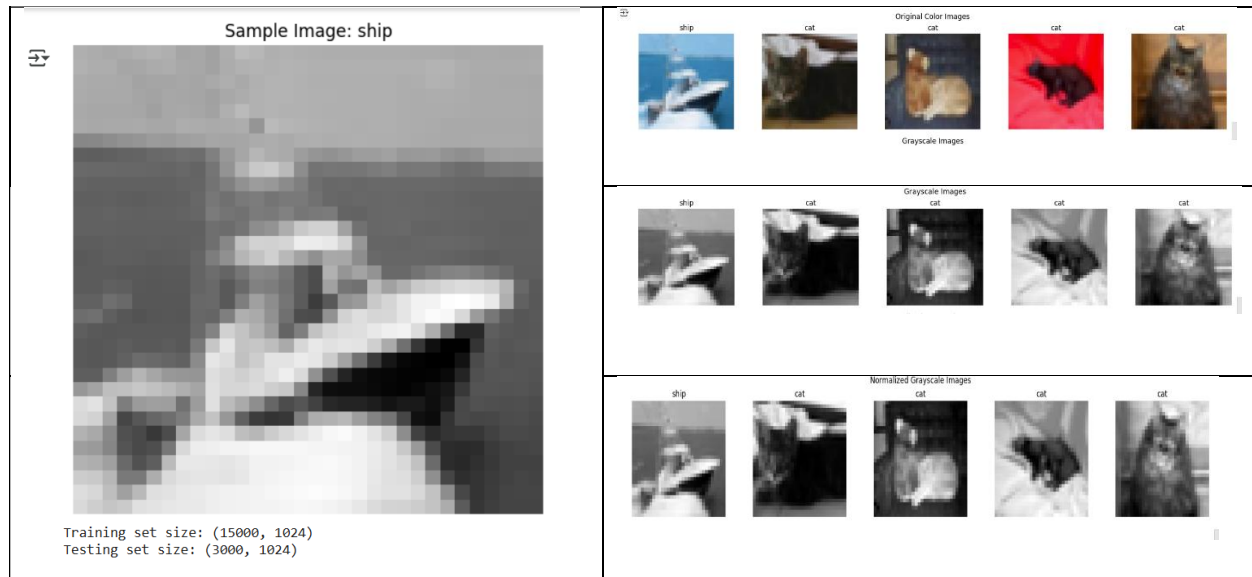 Sample Image: ship
Training set size: (15000, 1024)
Testing set size: (3000, 1024)
Original Color Images
ship cat cat cat cat
Grayscale Images
Grayscale Images
ship cat cat cat cat
Normalized Grayscale Images
ship cat cat cat cat